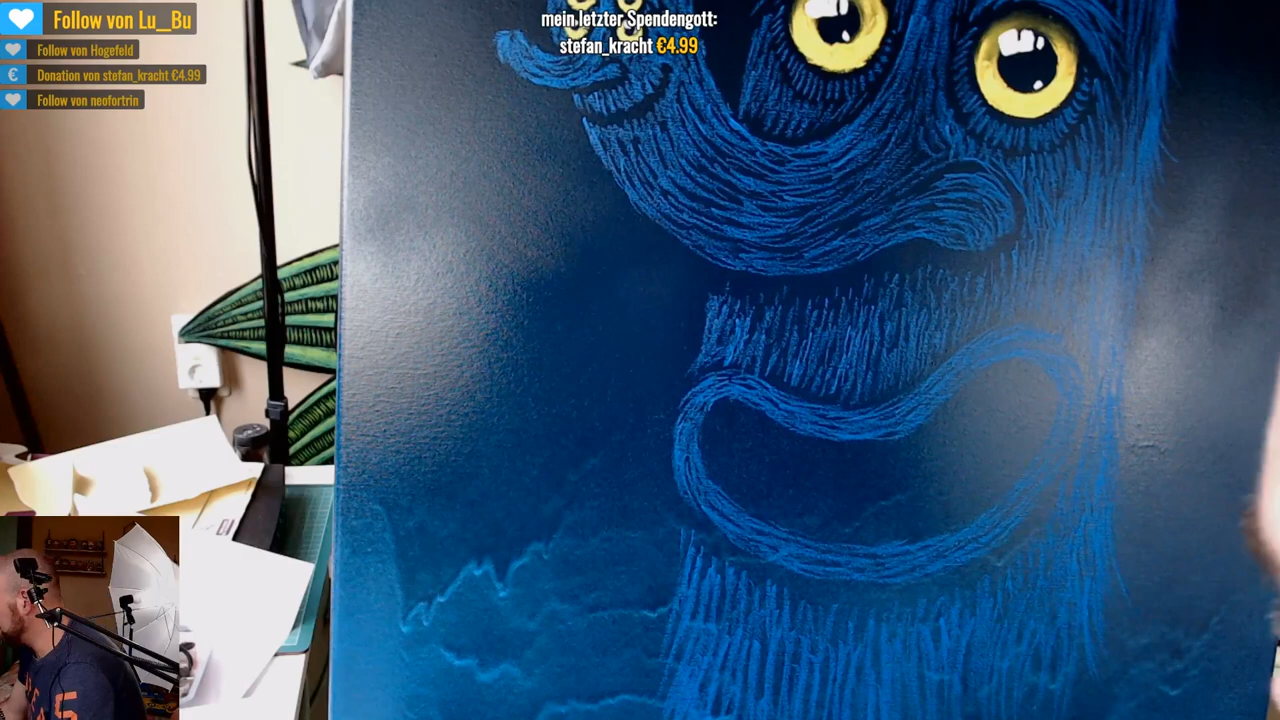 Follow von Lu_Bu
Follow von Hogefeld
€ Donation von stefan_kracht €4.99
Follow von neofortrin
mein letzter Spendengott:
stefan_kracht €4.99